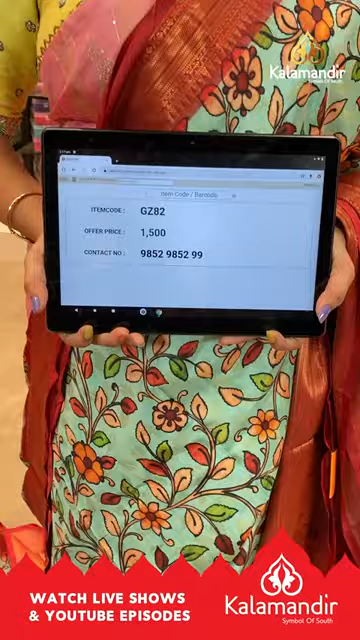 Kalamandir
Symbol Of South
Item Code / Barcode
ITEMCODE : GZ82
OFFER PRICE : 1,500
CONTACT NO : 9852 9852 99
WATCH LIVE SHOWS
& YOUTUBE EPISODES
Kalamandir
Symbol Of South